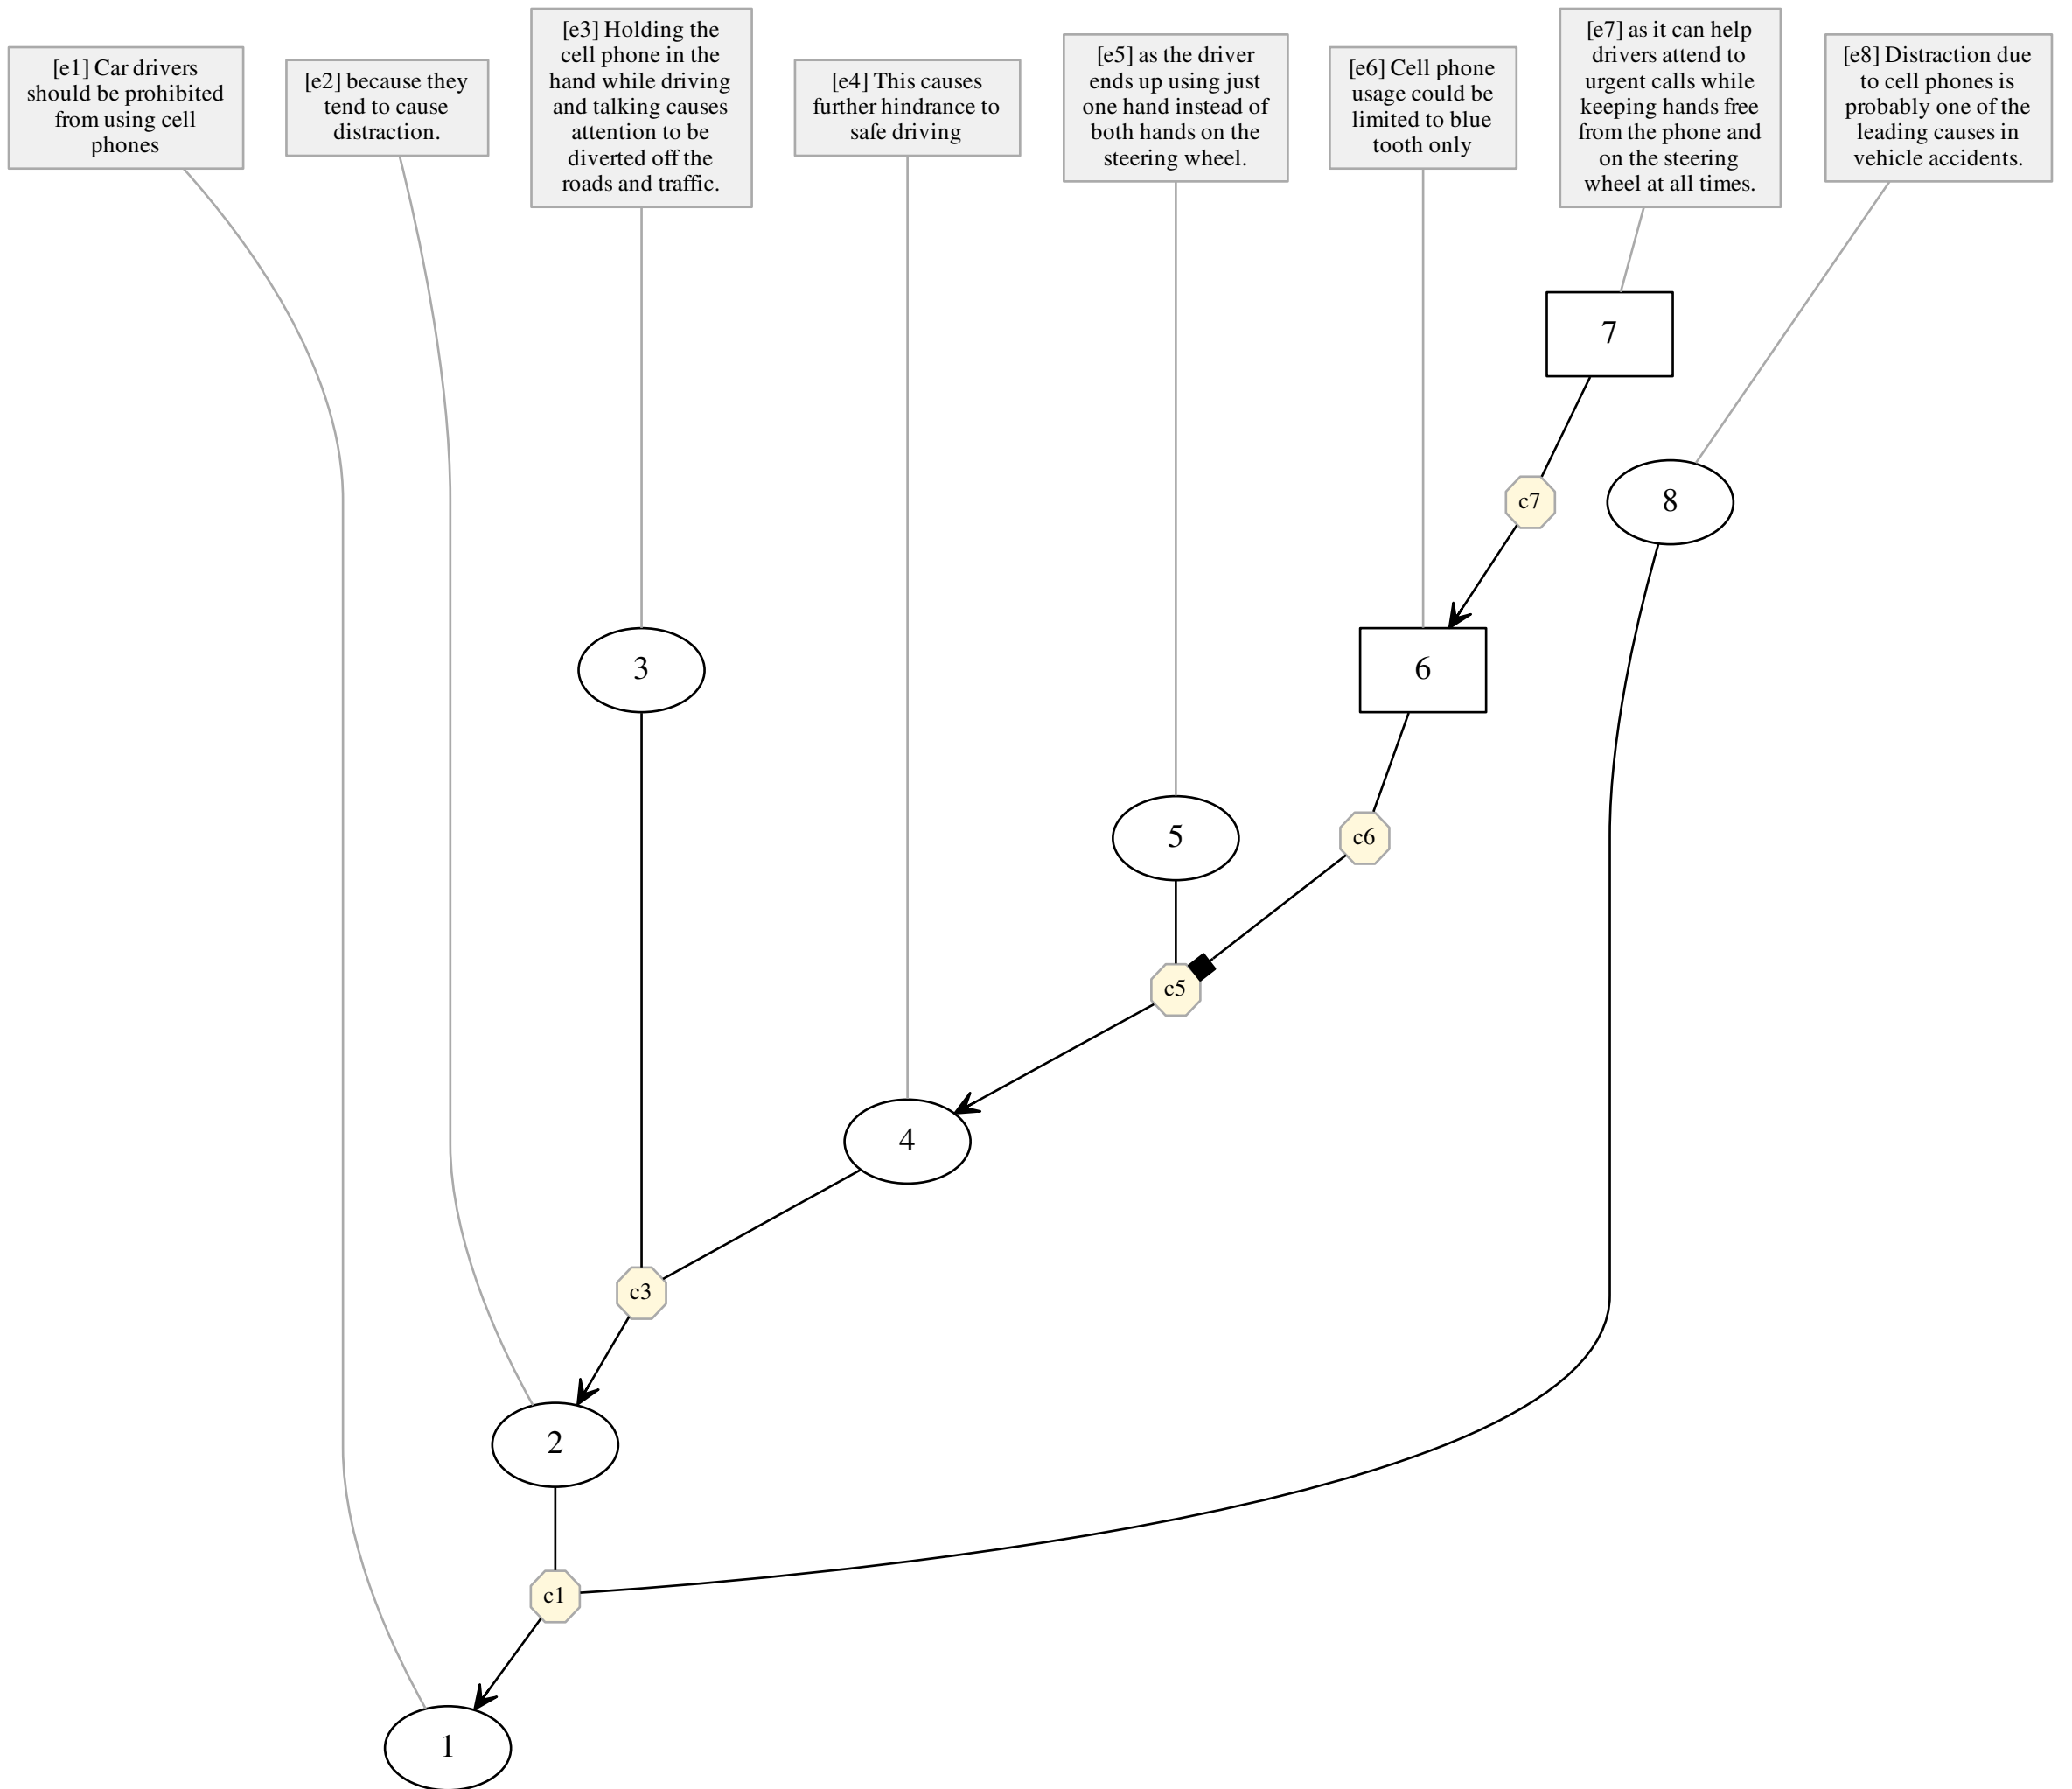 [e1] Car drivers
should be prohibited
from using cell
phones
[e2] because they
tend to cause
distraction.
[e3] Holding the
cell phone in the
hand while driving
and talking causes
attention to be
diverted off the
roads and traffic.
[e4] This causes
further hindrance to
safe driving
[e5] as the driver
ends up using just
one hand instead of
both hands on the
steering wheel.
[e6] Cell phone
usage could be
limited to blue
tooth only
[e7] as it can help
drivers attend to
urgent calls while
keeping hands free
from the phone and
on the steering
wheel at all times.
[e8] Distraction due
to cell phones is
probably one of the
leading causes in
vehicle accidents.
7
c7
8
3
6
5
c6
c5
4
c3
2
c1
1